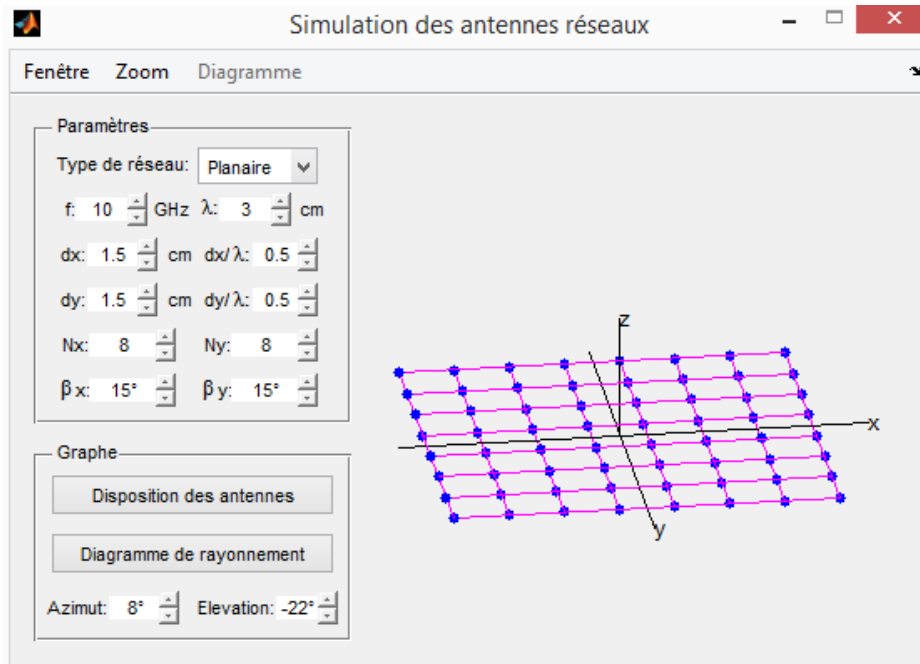 Simulation des antennes réseaux
Fenêtre Zoom Diagramme
Paramètres
Type de réseau: Planaire
f: 10 GHz λ: 3 cm
dx: 1.5 cm dx/λ: 0.5
dy: 1.5 cm dy/λ: 0.5
Nx: 8 Ny: 8
βx: 15° βy: 15°
Graphe
Disposition des antennes
Diagramme de rayonnement
Azimut: 8° Elevation: -22°
z
x
y